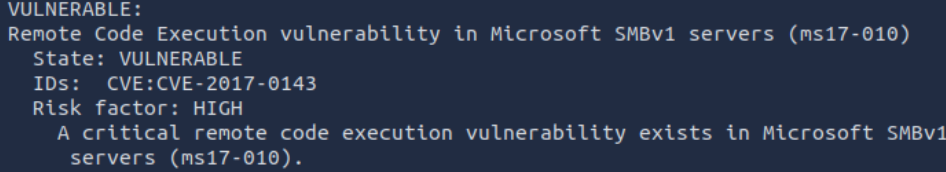 VULNERABLE:
Remote Code Execution vulnerability in Microsoft SMBv1 servers (ms17-010)
State: VULNERABLE
IDs:  CVE:CVE-2017-0143
Risk factor: HIGH
A critical remote code execution vulnerability exists in Microsoft SMBv1
servers (ms17-010).